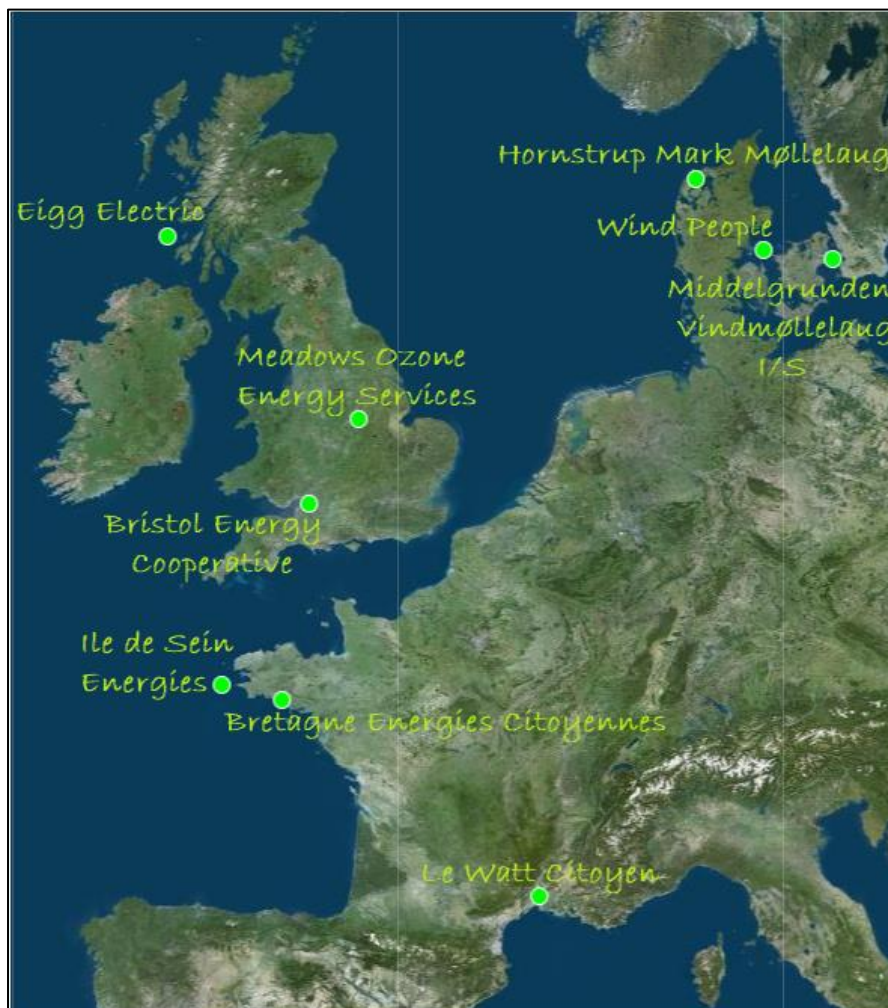 Hornstrup Mark Møllelaug
Eigg Electric
Wind People
Middelgrunden
Vindmøllelaug
I/S
Meadows Ozone
Energy Services
Bristol Energy
Cooperative
Ile de Sein
Energies
Bretagne Energies Citoyennes
Le Watt Citoyen